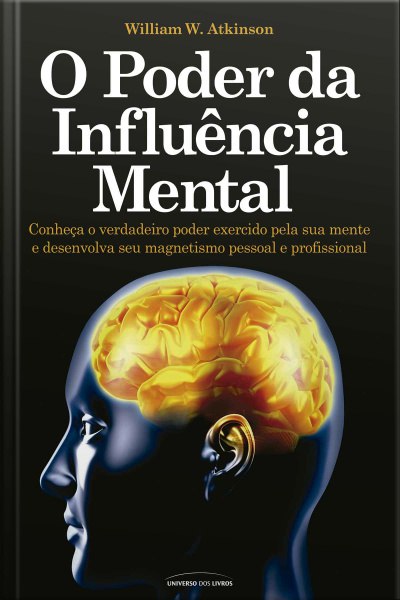 William W. Atkinson
O Poder da
Influência
Mental
Conheça o verdadeiro poder exercido pela sua mente
e desenvolva seu magnetismo pessoal e profissional
UNIVERSO DOS LIVROS